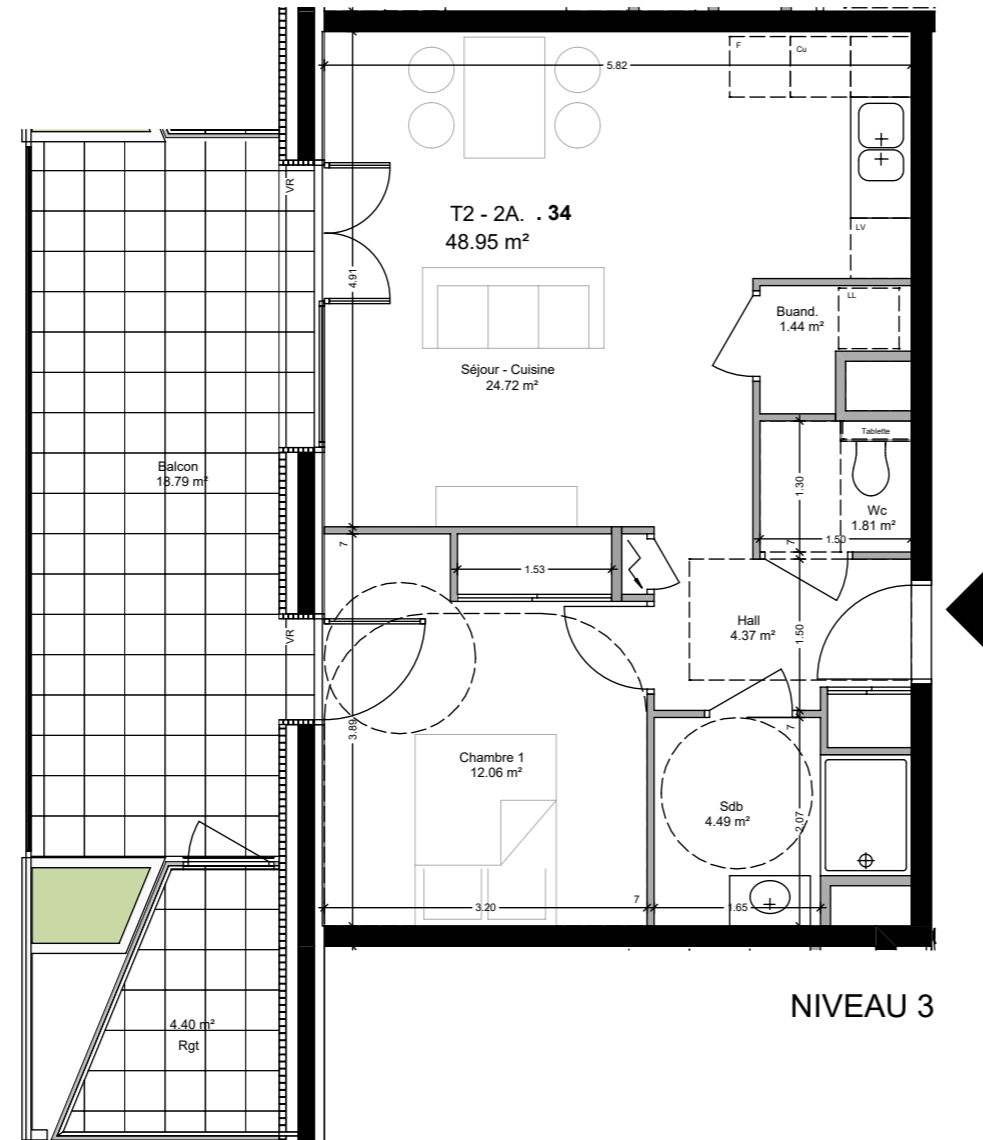 F
Cu
5.82
VR
T2 - 2A. . 34
48.95 m²
LV
4.91
LL
Buand.
1.44 m²
Séjour - Cuisine
24.72 m²
Tablette
Balcon
18.79 m²
1.30
Wc
1.81 m²
1.50
7
7
1.53
Hall
4.37 m²
1.50
VR
3.89
7
Chambre 1
12.06 m²
Sdb
4.49 m²
2.07
3.20
7
1.65
NIVEAU 3
4.40 m²
Rgt